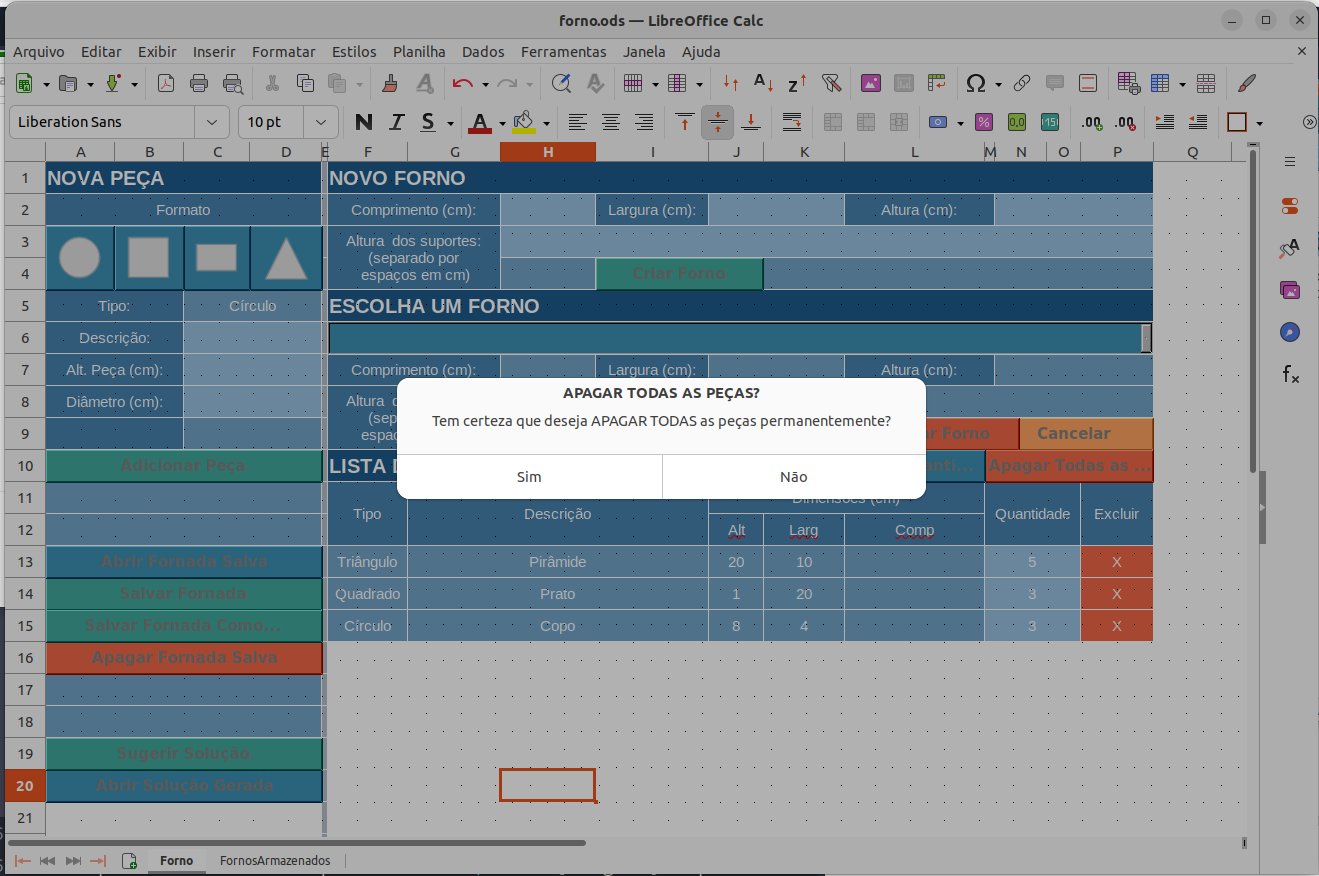 forno.ods — LibreOffice Calc
Arquivo Editar Exibir Inserir Formatar Estilos Planilha Dados Ferramentas Janela Ajuda
Liberation Sans 10 pt N I S
A B C D E F G H I J K L M N O P Q
1 NOVA PEÇA NOVO FORNO
2 Formato Comprimento (cm): Largura (cm): Altura (cm):
3 Altura dos suportes:
(separado por
4 espaços em cm) Criar Forno
5 Tipo: Círculo ESCOLHA UM FORNO
6 Descrição:
7 Alt. Peça (cm): Comprimento (cm): Largura (cm): Altura (cm):
8 Diâmetro (cm): Altura
APAGAR TODAS AS PEÇAS?
Tem certeza que deseja APAGAR TODAS as peças permanentemente?
Sim Não
9 Forno Cancelar
10 Adicionar Peça LISTA Apagar Todas as ...
11 Tipo Descrição Dimensões (cm) Quantidade Excluir
12 Alt Larg Comp
13 Abrir Fornada Salva Triângulo Pirâmide 20 10 5 X
14 Salvar Fornada Quadrado Prato 1 20 3 X
15 Salvar Fornada Como... Círculo Copo 8 4 3 X
16 Apagar Fornada Salva
17
18
19 Sugerir Solução
20 Abrir Solução Gerada
21
Forno FornosArmazenados